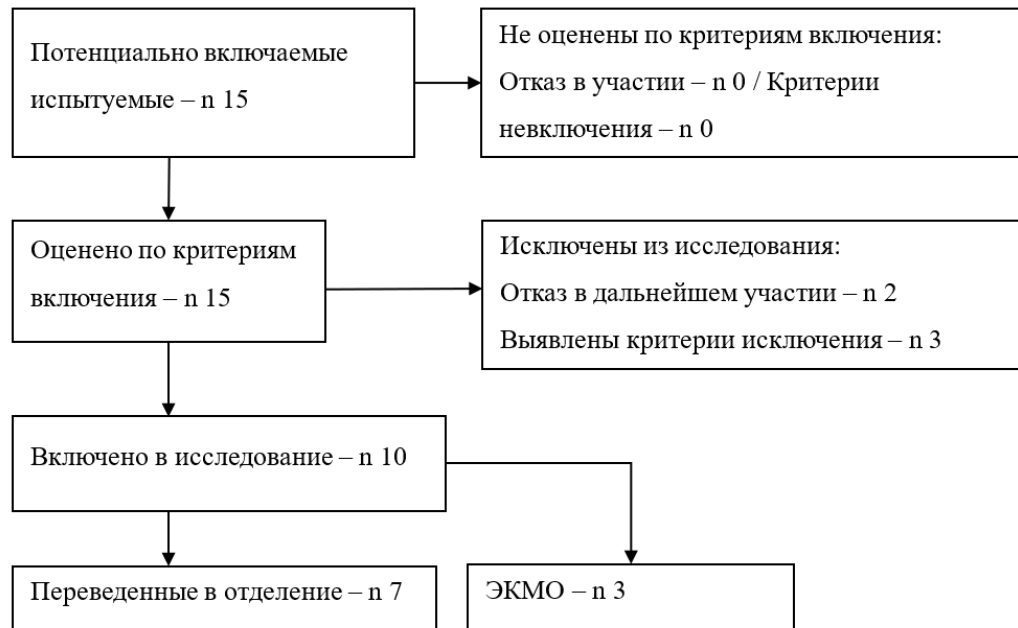 Потенциально включаемые
испытуемые – n 15
Не оценены по критериям включения:
Отказ в участии – n 0 / Критерии
невключения – n 0
Оценено по критериям
включения – n 15
Исключены из исследования:
Отказ в дальнейшем участии – n 2
Выявлены критерии исключения – n 3
Включено в исследование – n 10
Переведенные в отделение – n 7
ЭКМО – n 3